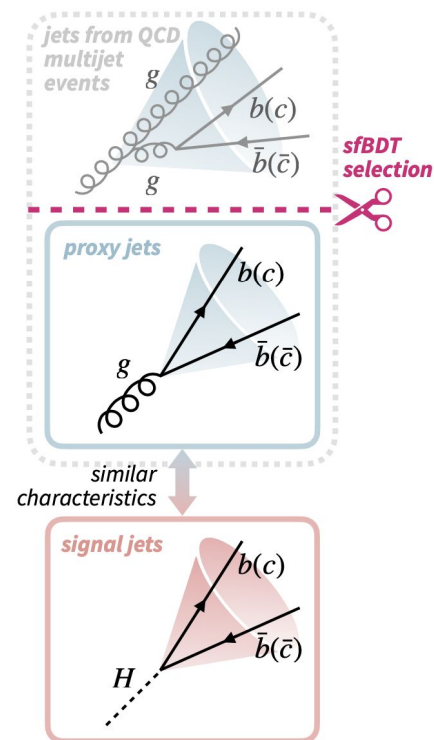 jets from QCD
multijet
events
g
b(c)
b̄(c̄)
g
sfBDT
selection
proxy jets
b(c)
b̄(c̄)
g
similar
characteristics
signal jets
b(c)
b̄(c̄)
H